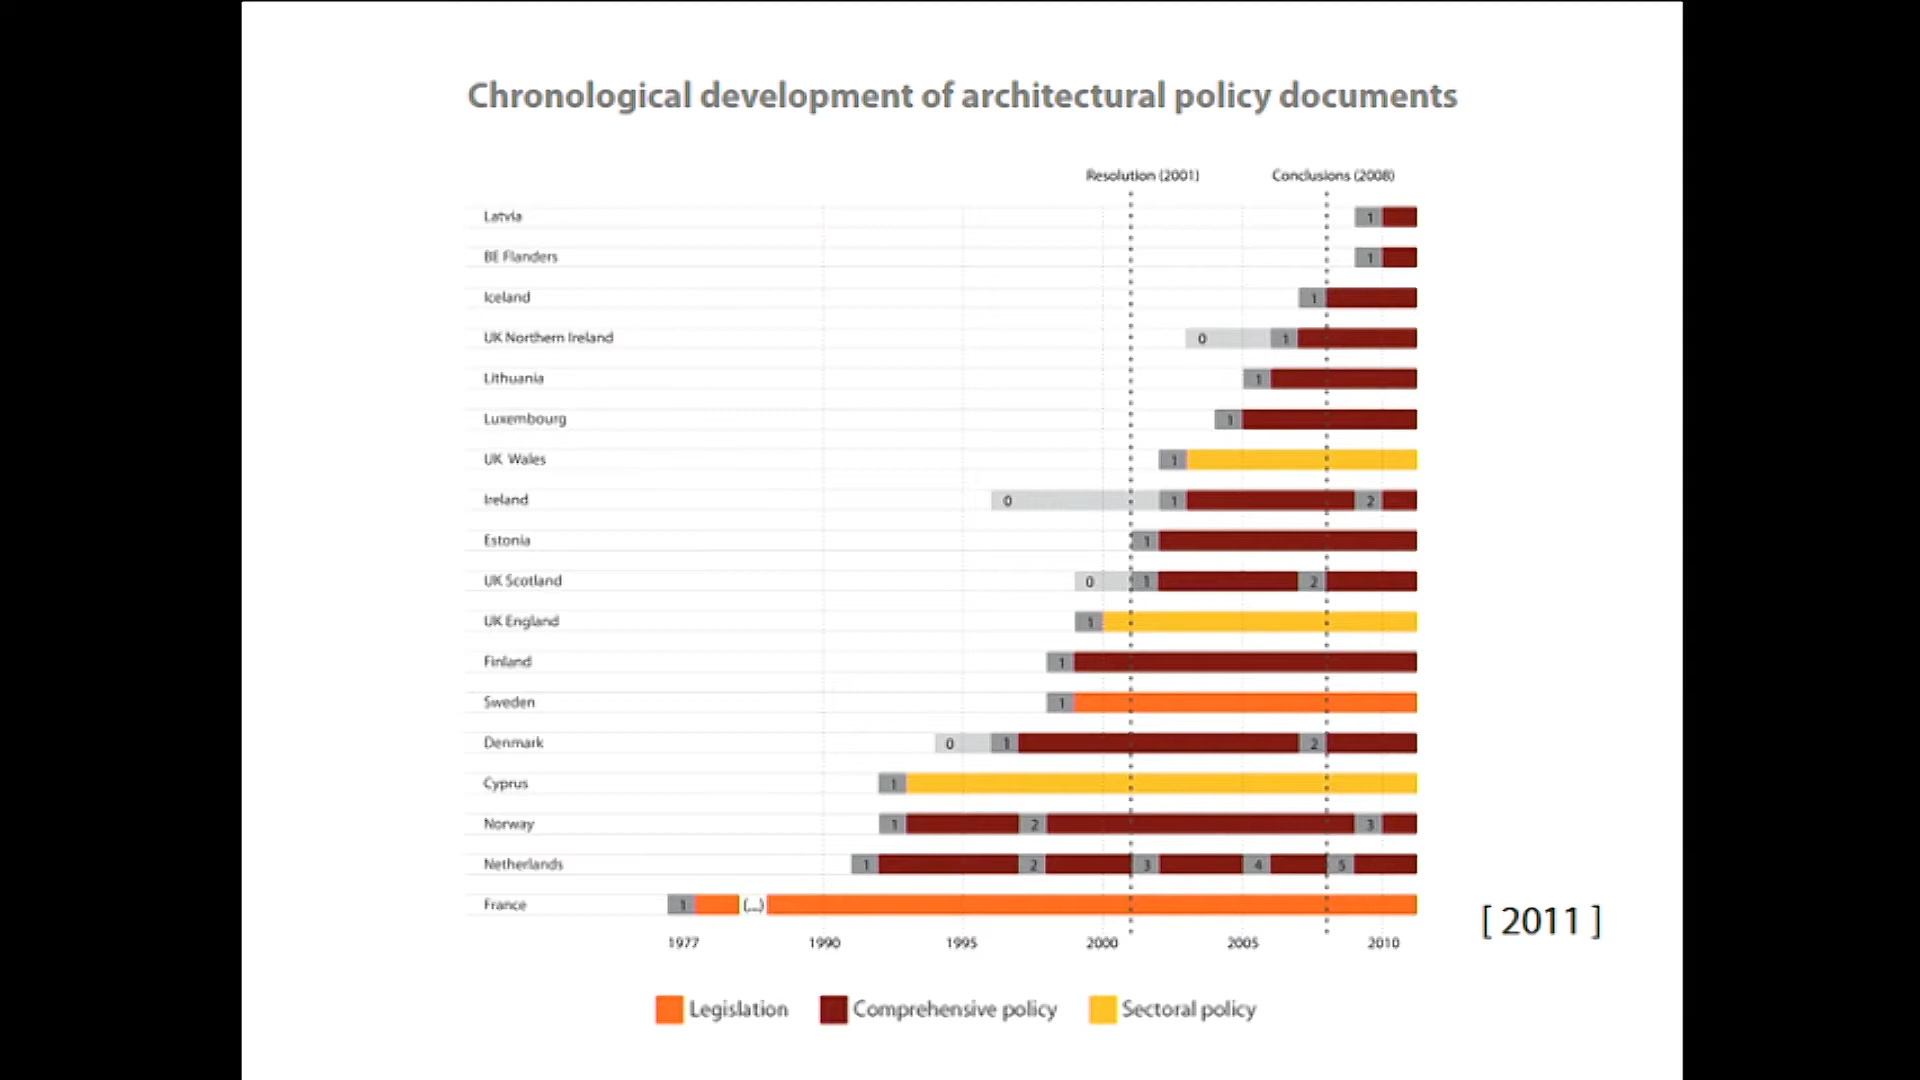 Chronological development of architectural policy documents
Resolution (2001) Conclusions (2008)
Latvia 1
BE Flanders 1
Iceland 1
UK Northern Ireland 0 1
Lithuania 1
Luxembourg 1
UK Wales 1
Ireland 0 1 2
Estonia 1
UK Scotland 0 1 2
UK England 1
Finland 1
Sweden 1
Denmark 0 1 2
Cyprus 1
Norway 1 2 3
Netherlands 1 2 3 4 5
France 1 (...)
[ 2011 ]
1977 1990 1995 2000 2005 2010
Legislation Comprehensive policy Sectoral policy